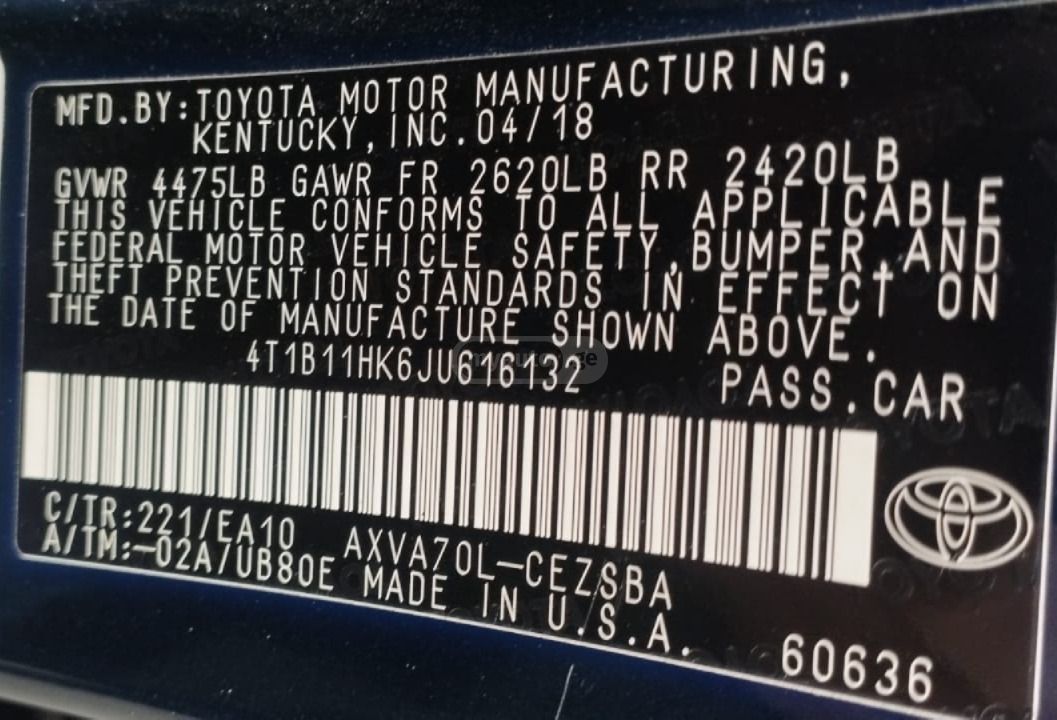 MFD.BY:TOYOTA MOTOR MANUFACTURING,
KENTUCKY,INC.04/18
GVWR 4475LB GAWR FR 2620LB RR 2420LB
THIS VEHICLE CONFORMS TO ALL APPLICABLE
FEDERAL MOTOR VEHICLE SAFETY,BUMPER,AND
THEFT PREVENTION STANDARDS IN EFFECT ON
THE DATE OF MANUFACTURE SHOWN ABOVE.
4T1B11HK6JU616132 PASS.CAR
C/TR:221/EA10 AXVA70L-CEZSBA
A/TM:-02A/UB80E MADE IN U.S.A.
60636